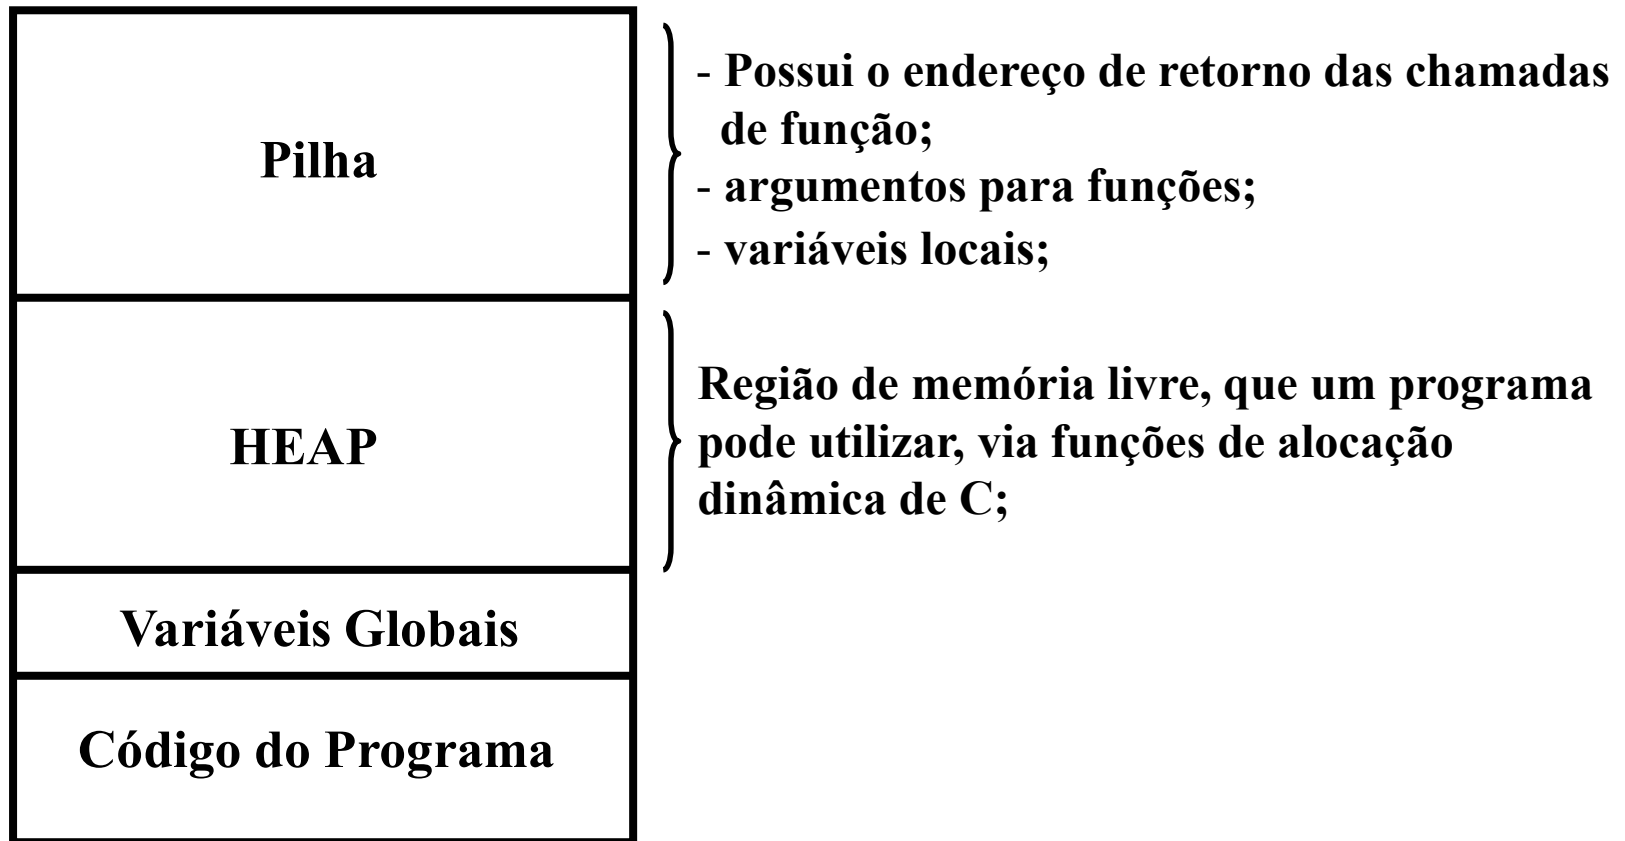 Pilha
- Possui o endereço de retorno das chamadas
de função;
- argumentos para funções;
- variáveis locais;
HEAP
Região de memória livre, que um programa
pode utilizar, via funções de alocação
dinâmica de C;
Variáveis Globais
Código do Programa